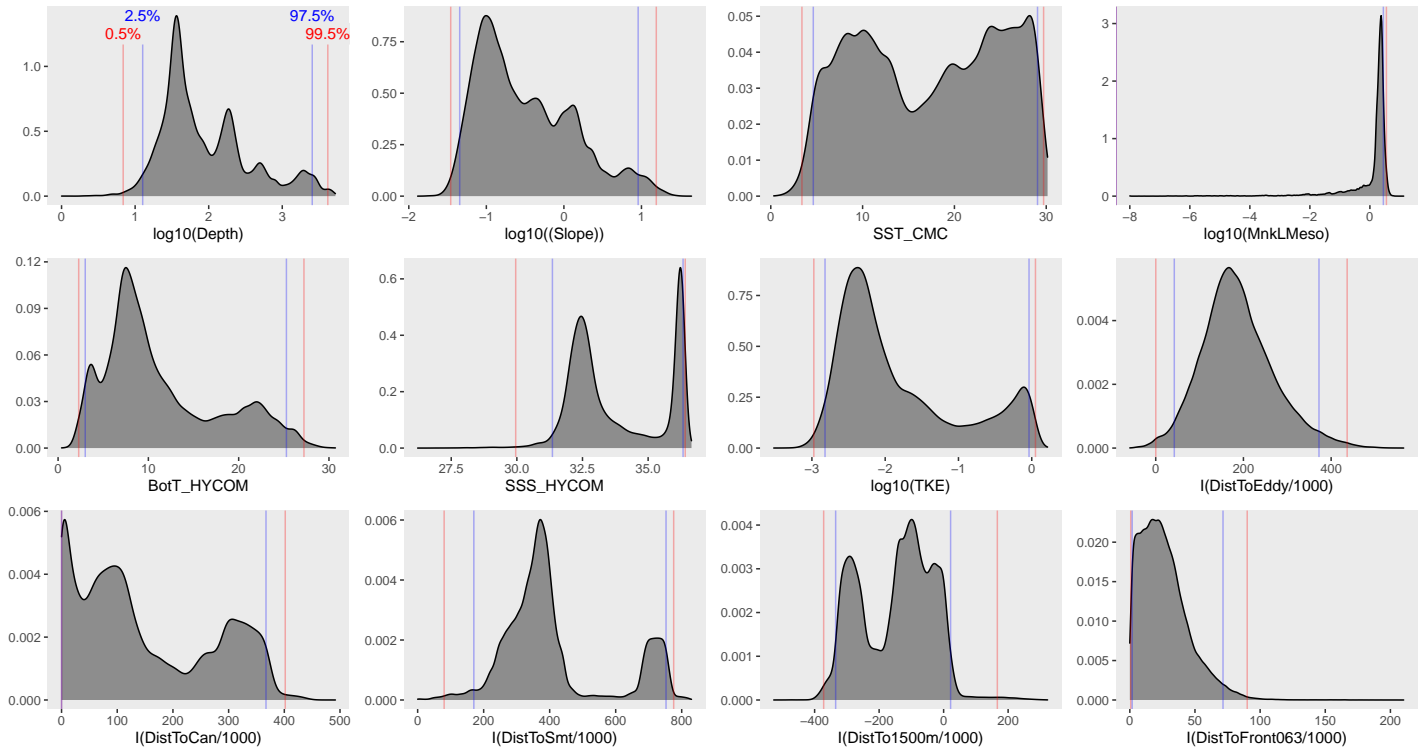 2.5% 97.5%
0.5% 99.5%
1.0
0.5
0.0
0 1 2 3
log10(Depth)
0.75
0.50
0.25
0.00
−2 −1 0 1
log10((Slope))
0.05
0.04
0.03
0.02
0.01
0.00
0 10 20 30
SST_CMC
3
2
1
0
−8 −6 −4 −2 0
log10(MnkLMeso)
0.12
0.09
0.06
0.03
0.00
0 10 20 30
BotT_HYCOM
0.6
0.4
0.2
0.0
27.5 30.0 32.5 35.0
SSS_HYCOM
0.75
0.50
0.25
0.00
−3 −2 −1 0
log10(TKE)
0.004
0.002
0.000
0 200 400
I(DistToEddy/1000)
0.006
0.004
0.002
0.000
0 100 200 300 400 500
I(DistToCan/1000)
0.006
0.004
0.002
0.000
0 200 400 600 800
I(DistToSmt/1000)
0.004
0.003
0.002
0.001
0.000
−400 −200 0 200
I(DistTo1500m/1000)
0.020
0.015
0.010
0.005
0.000
0 50 100 150 200
I(DistToFront063/1000)